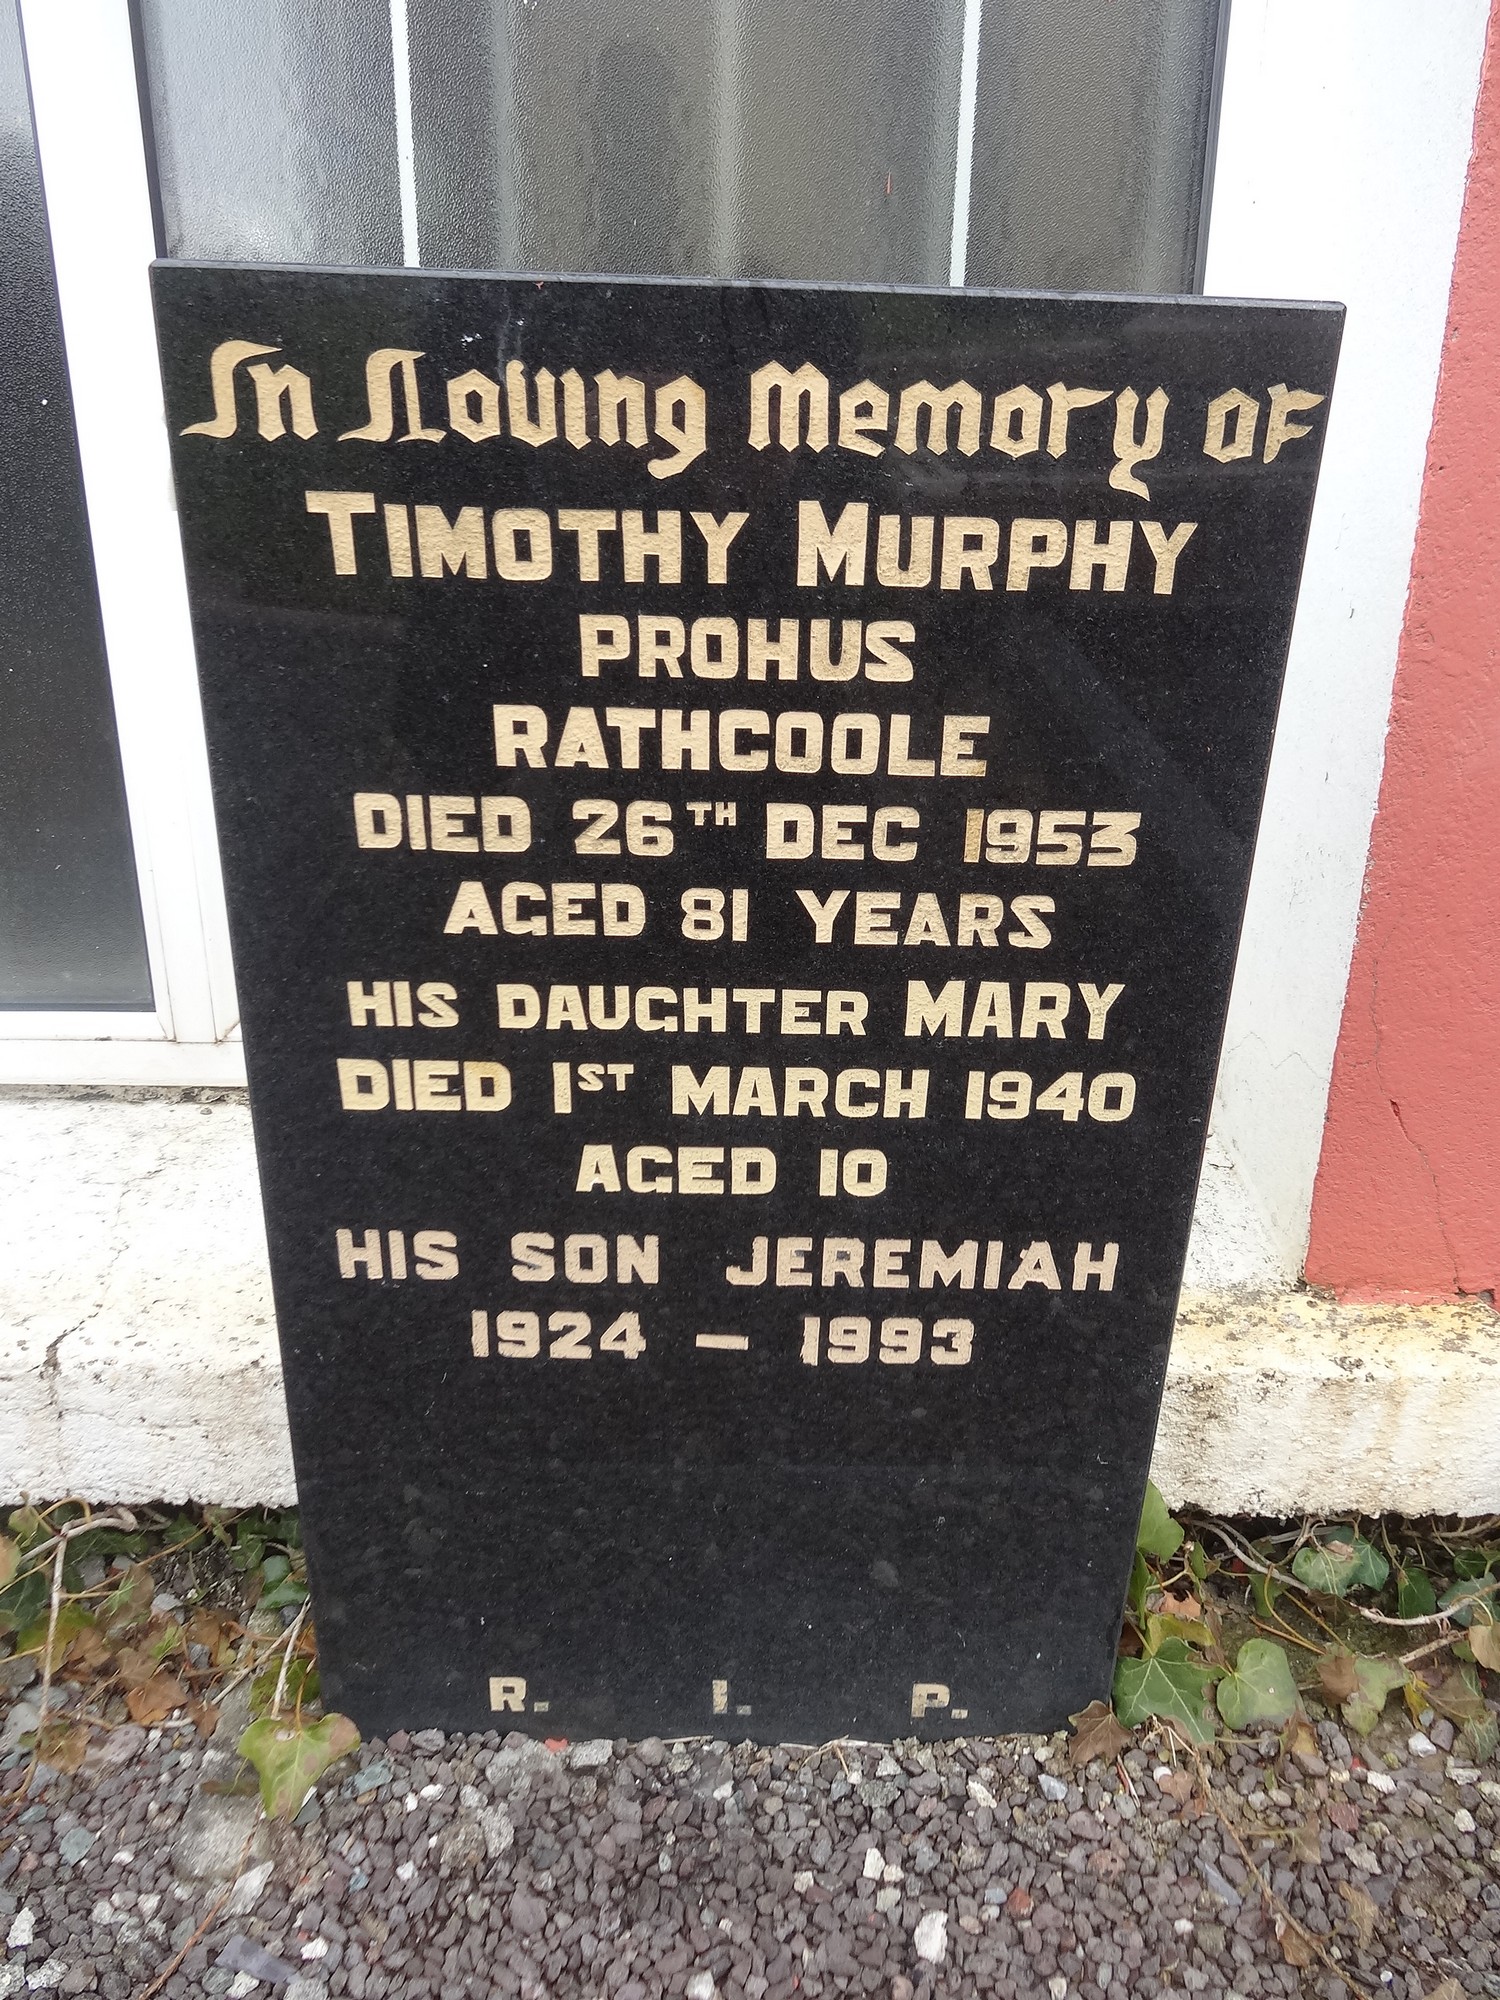 In Loving Memory of
TIMOTHY MURPHY
PROHUS
RATHCOOLE
DIED 26TH DEC 1953
AGED 81 YEARS
HIS DAUGHTER MARY
DIED 1ST MARCH 1940
AGED 10
HIS SON JEREMIAH
1924 — 1993
R. I. P.